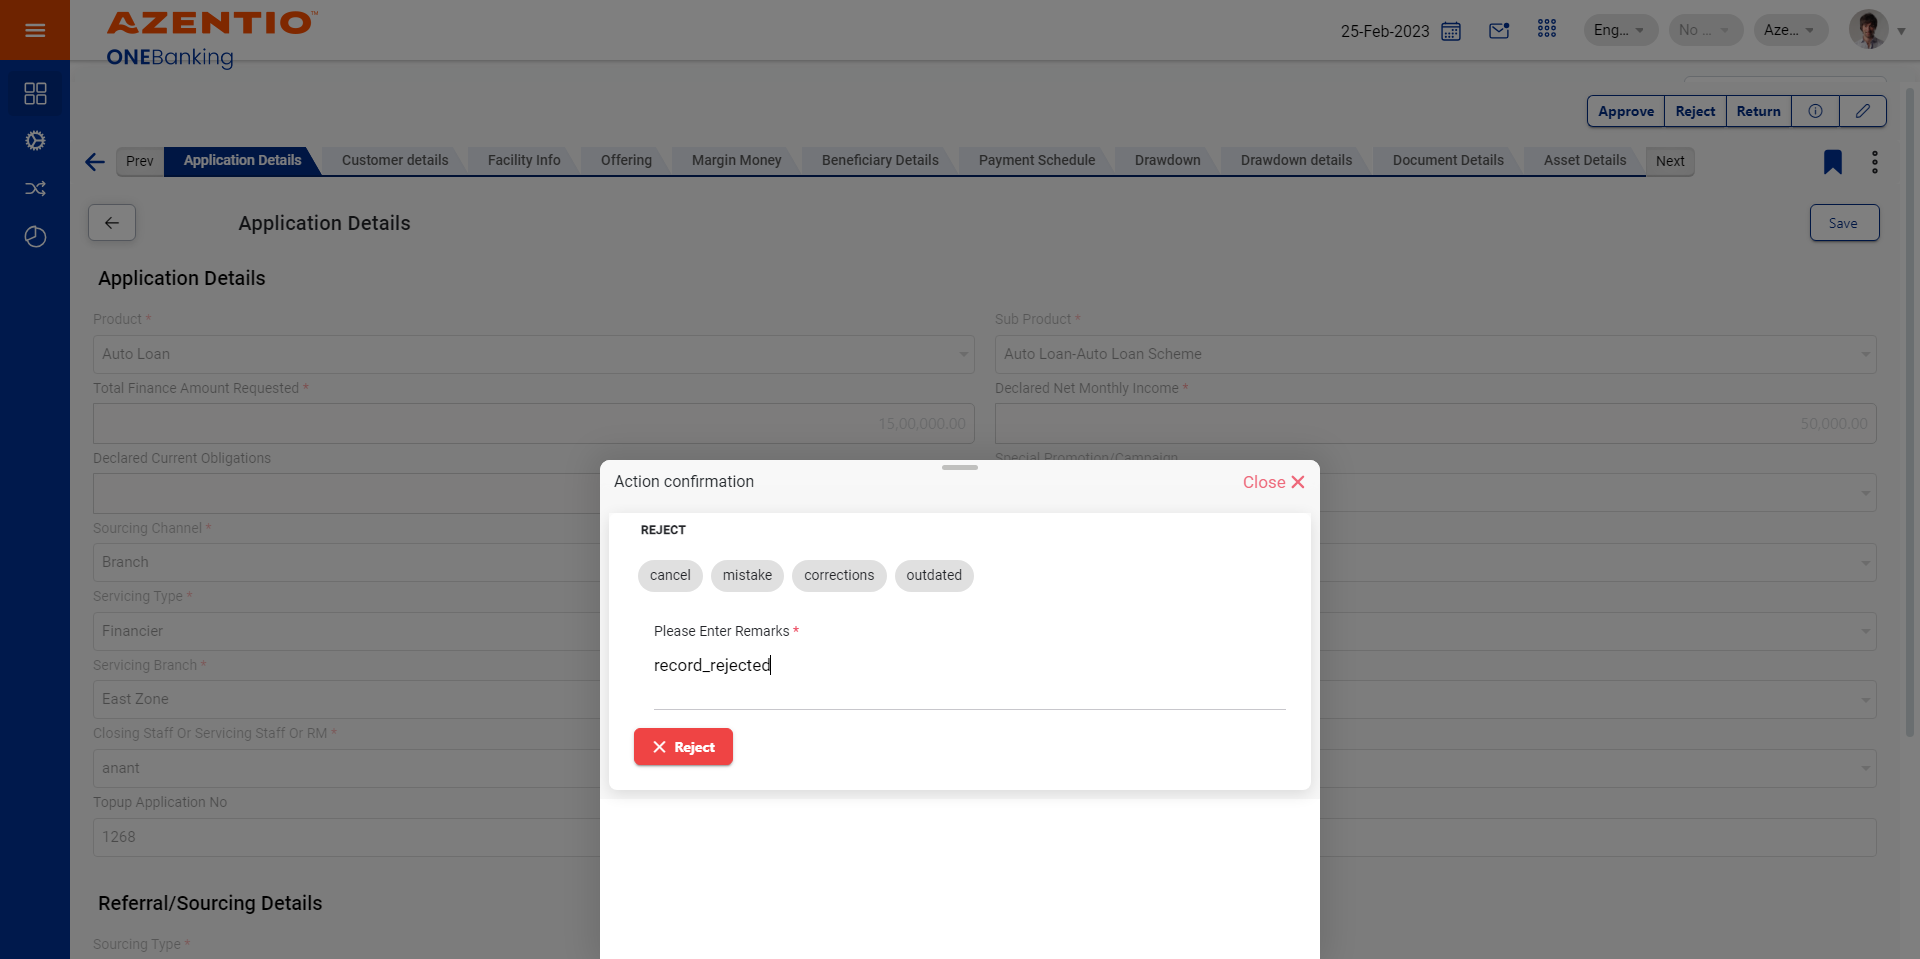 AZENTIO™
ONEBanking
25-Feb-2023
Eng...
No ...
Aze...
Approve
Reject
Return
Prev
Application Details
Customer details
Facility Info
Offering
Margin Money
Beneficiary Details
Payment Schedule
Drawdown
Drawdown details
Document Details
Asset Details
Next
Application Details
Save
Application Details
Product *
Sub Product *
Auto Loan
Auto Loan-Auto Loan Scheme
Total Finance Amount Requested *
Declared Net Monthly Income *
15,00,000.00
50,000.00
Declared Current Obligations
Special Promotion/Campaign
Action confirmation
Close
Sourcing Channel *
REJECT
Branch
cancel
mistake
corrections
outdated
Servicing Type *
Financier
Please Enter Remarks *
Servicing Branch *
record_rejected
East Zone
Closing Staff Or Servicing Staff Or RM *
Reject
anant
Topup Application No
1268
Referral/Sourcing Details
Sourcing Type *